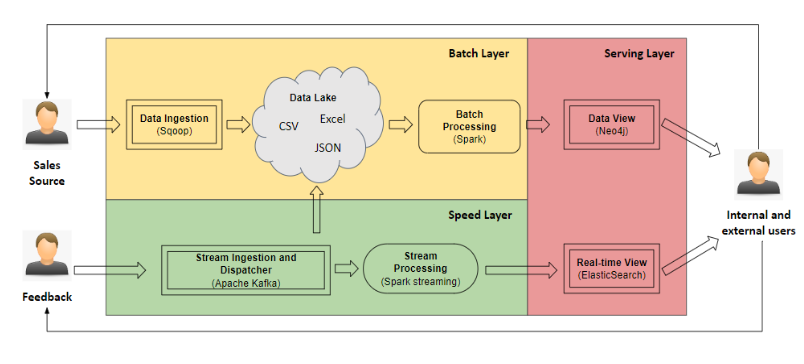 Batch Layer
Serving Layer
Data Lake
CSV
Excel
JSON
Data Ingestion
(Sqoop)
Batch
Processing
(Spark)
Data View
(Neo4j)
Sales
Source
Internal and
external users
Speed Layer
Stream Ingestion and
Dispatcher
(Apache Kafka)
Stream
Processing
(Spark streaming)
Real-time View
(ElasticSearch)
Feedback